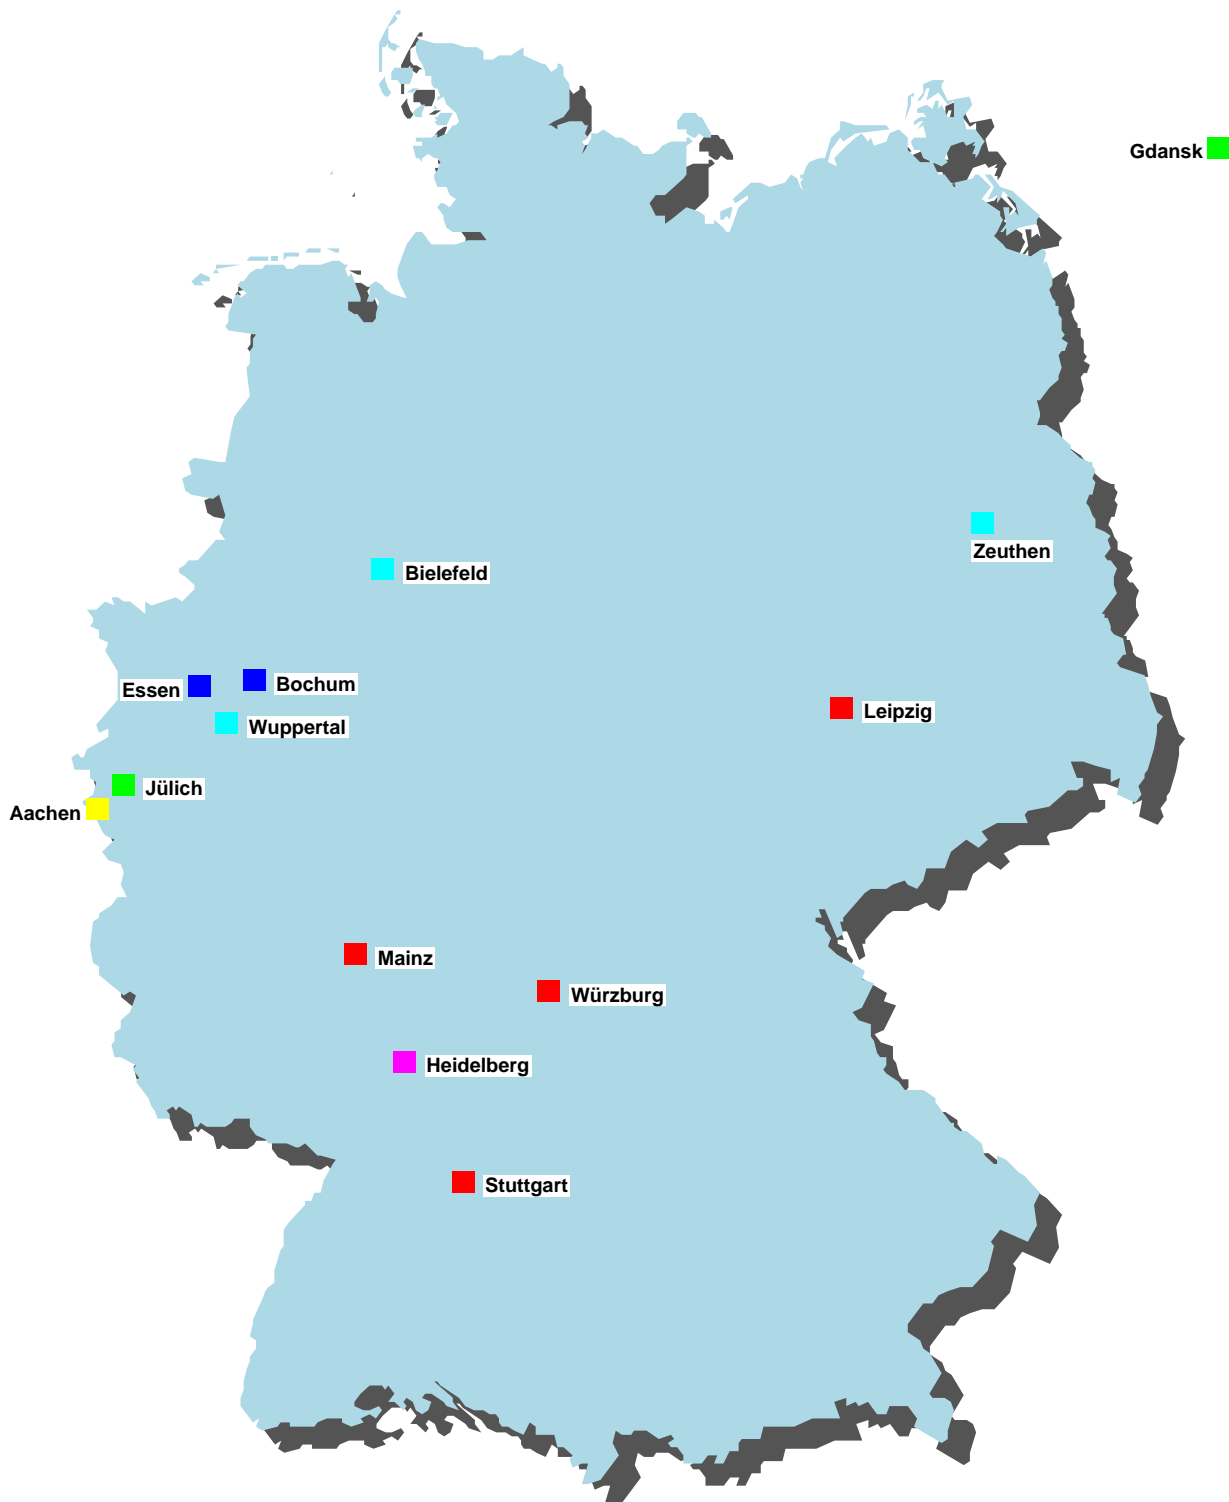 Gdansk
Zeuthen
Bielefeld
Bochum
Essen
Leipzig
Wuppertal
Jülich
Aachen
Mainz
Würzburg
Heidelberg
Stuttgart